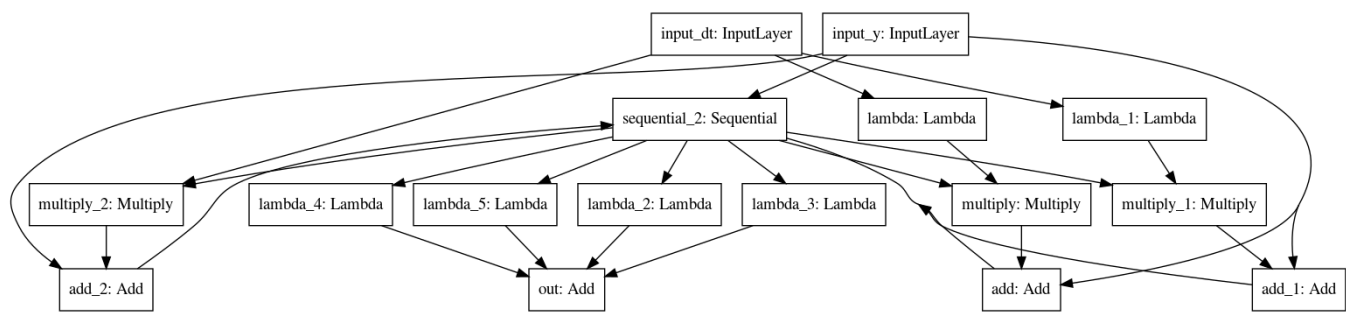 input_dt: InputLayer
input_y: InputLayer
sequential_2: Sequential
lambda: Lambda
lambda_1: Lambda
multiply_2: Multiply
lambda_4: Lambda
lambda_5: Lambda
lambda_2: Lambda
lambda_3: Lambda
multiply: Multiply
multiply_1: Multiply
add_2: Add
out: Add
add: Add
add_1: Add